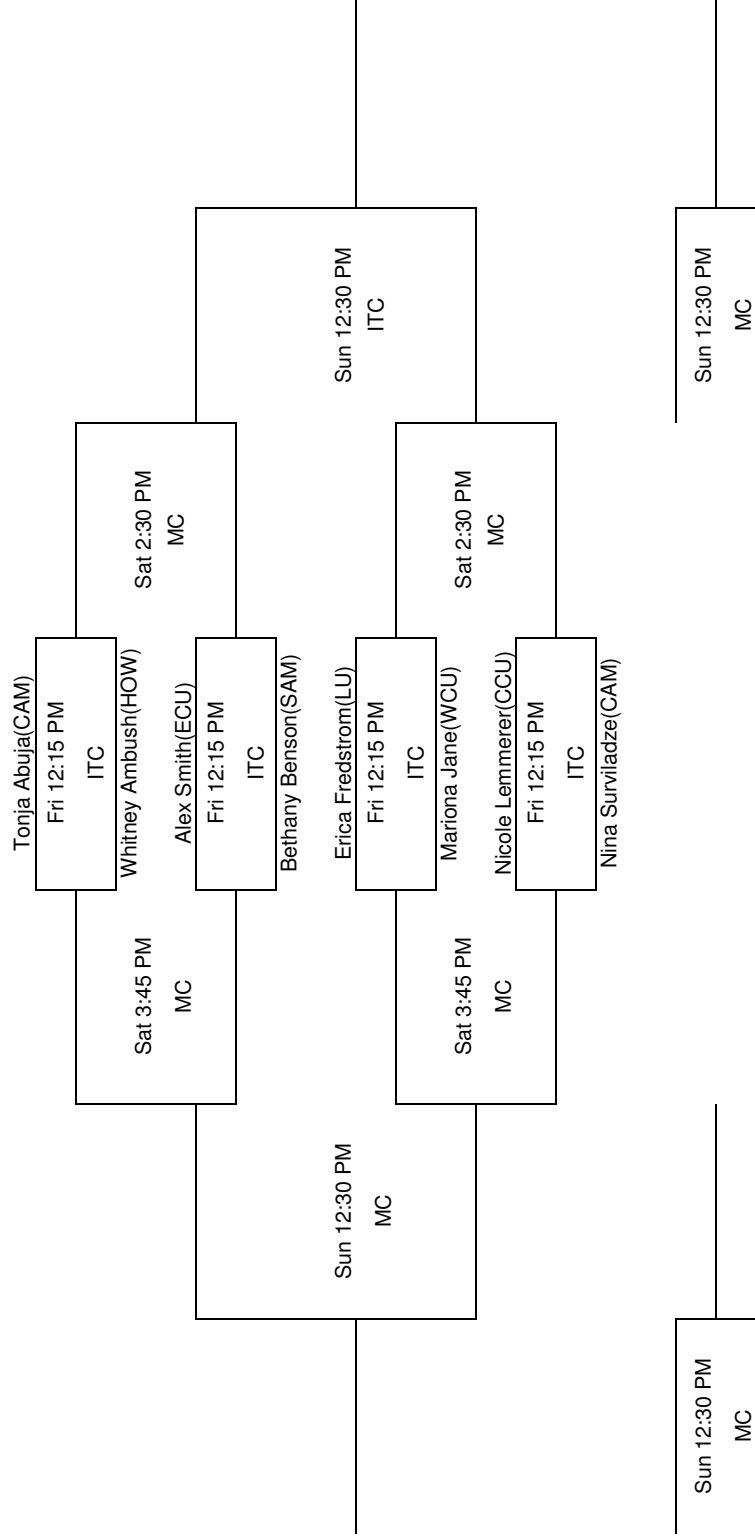 Tonja Abuja(CAM)
Fri 12:15 PM
ITC
Whitney Ambush(HOW)
Alex Smith(ECU)
Fri 12:15 PM
ITC
Bethany Benson(SAM)
Erica Fredstrom(LU)
Fri 12:15 PM
ITC
Mariona Jane(WCU)
Nicole Lemmerer(CCU)
Fri 12:15 PM
ITC
Nina Surviladze(CAM)
Sat 2:30 PM
MC
Sat 2:30 PM
MC
Sun 12:30 PM
ITC
Sun 12:30 PM
MC
Sat 3:45 PM
MC
Sat 3:45 PM
MC
Sun 12:30 PM
MC
Sun 12:30 PM
MC